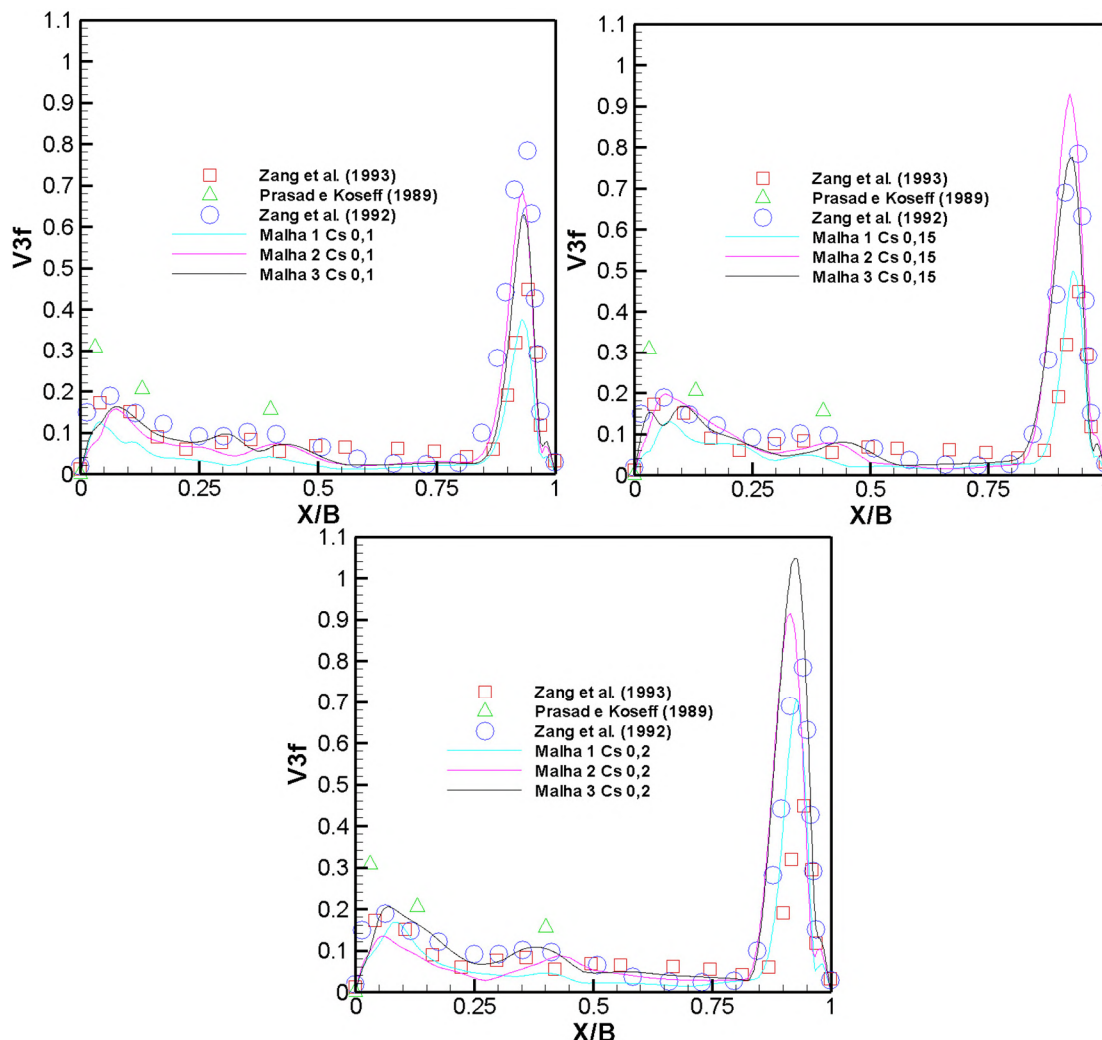 1.1
1
0.9
0.8
0.7
0.6
0.5
0.4
0.3
0.2
0.1
0
V3f
Zang et al. (1993)
Prasad e Koseff (1989)
Zang et al. (1992)
Malha 1 Cs 0,1
Malha 2 Cs 0,1
Malha 3 Cs 0,1
0 0.25 0.5 0.75 1
X/B
1.1
1
0.9
0.8
0.7
0.6
0.5
0.4
0.3
0.2
0.1
0
V3f
Zang et al. (1993)
Prasad e Koseff (1989)
Zang et al. (1992)
Malha 1 Cs 0,15
Malha 2 Cs 0,15
Malha 3 Cs 0,15
0 0.25 0.5 0.75
X/B
1.1
1
0.9
0.8
0.7
0.6
0.5
0.4
0.3
0.2
0.1
0
V3f
Zang et al. (1993)
Prasad e Koseff (1989)
Zang et al. (1992)
Malha 1 Cs 0,2
Malha 2 Cs 0,2
Malha 3 Cs 0,2
0 0.25 0.5 0.75 1
X/B